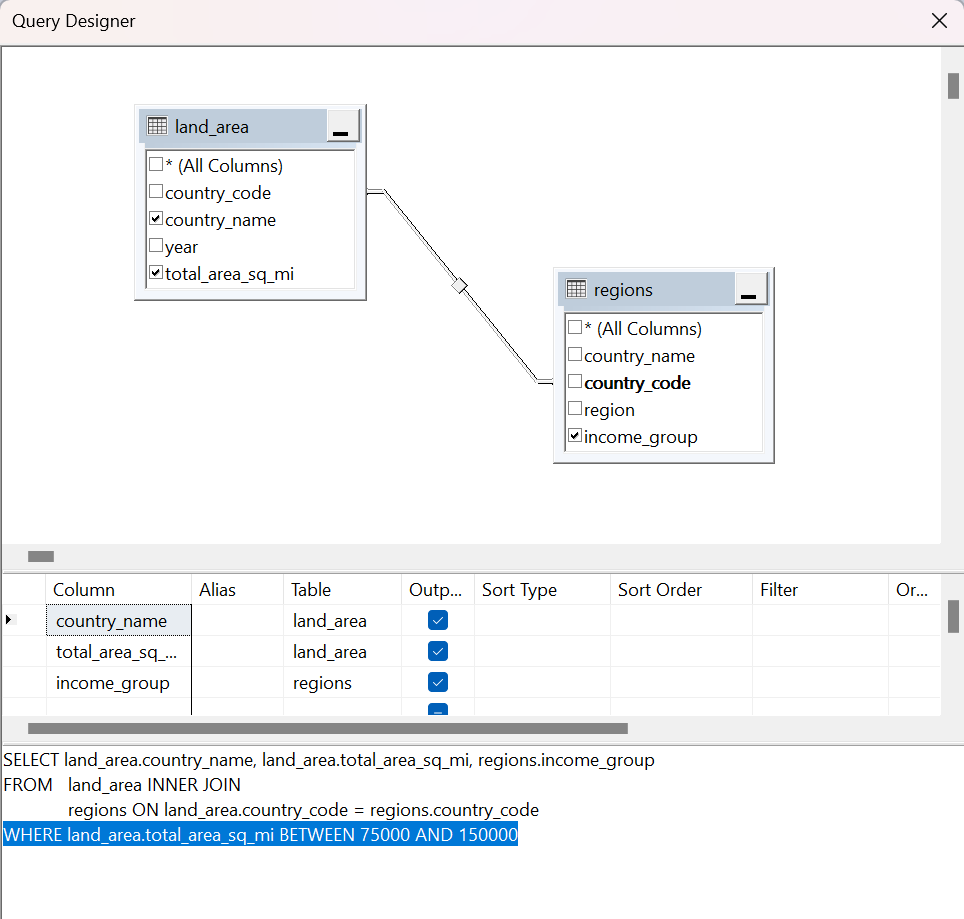 Query Designer
land_area
* (All Columns)
country_code
country_name
year
total_area_sq_mi
regions
* (All Columns)
country_name
country_code
region
income_group
Column Alias Table Outp... Sort Type Sort Order Filter Or...
country_name land_area
total_area_sq_... land_area
income_group regions
SELECT land_area.country_name, land_area.total_area_sq_mi, regions.income_group
FROM land_area INNER JOIN
regions ON land_area.country_code = regions.country_code
WHERE land_area.total_area_sq_mi BETWEEN 75000 AND 150000